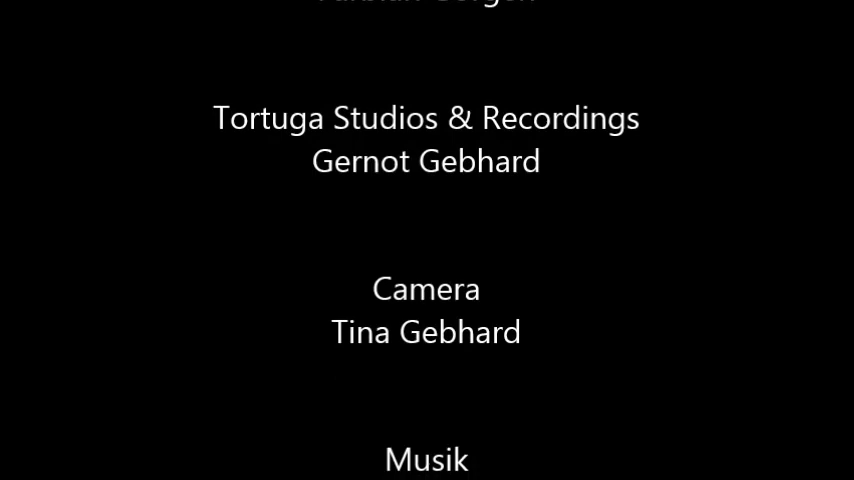 Tortuga Studios & Recordings
Gernot Gebhard
Camera
Tina Gebhard
Musik